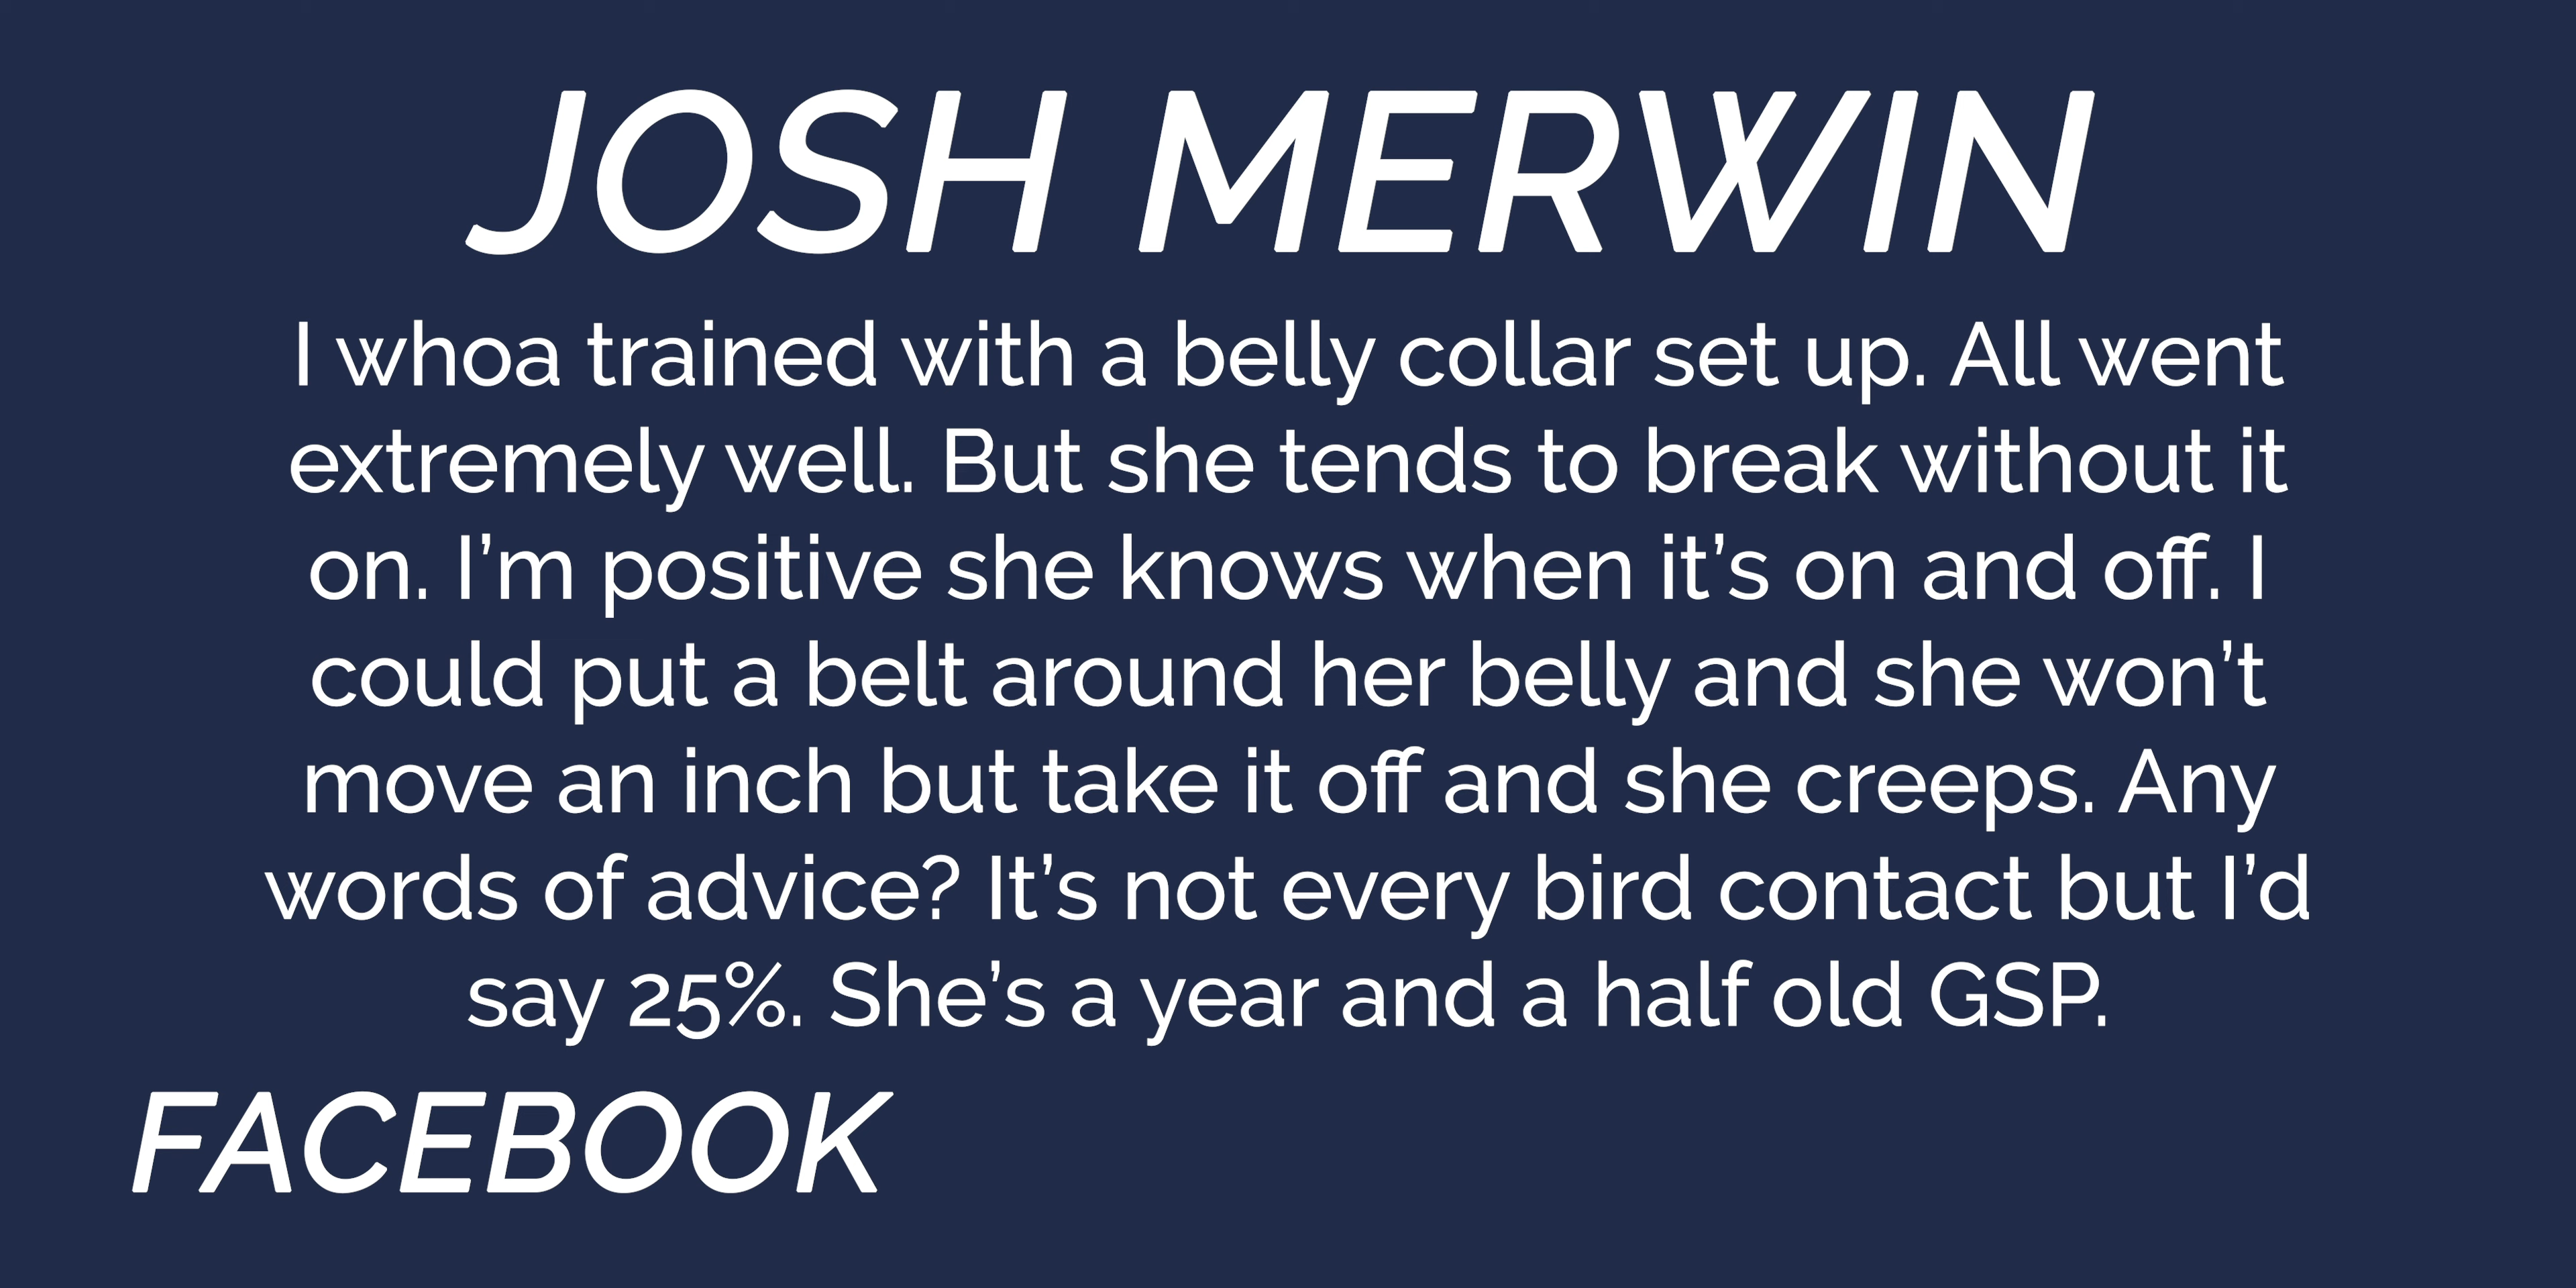 JOSH MERWIN
I whoa trained with a belly collar set up. All went
extremely well. But she tends to break without it
on. I’m positive she knows when it’s on and off. I
could put a belt around her belly and she won’t
move an inch but take it off and she creeps. Any
words of advice? It’s not every bird contact but I’d
say 25%. She’s a year and a half old GSP.
FACEBOOK